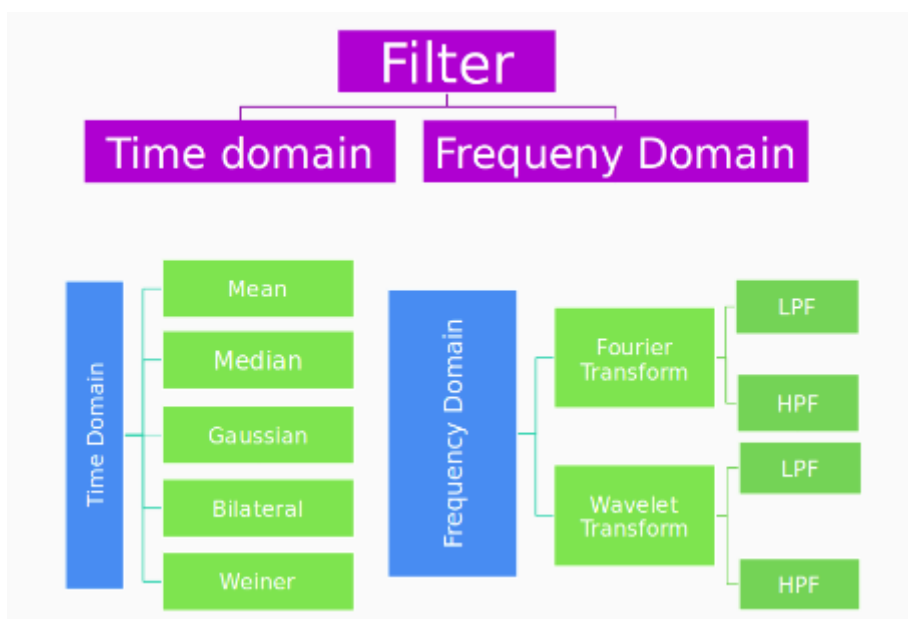 Filter
Time domain
Frequeny Domain
Time Domain
Mean
Median
Gaussian
Bilateral
Weiner
Frequency Domain
Fourier
Transform
LPF
HPF
Wavelet
Transform
LPF
HPF